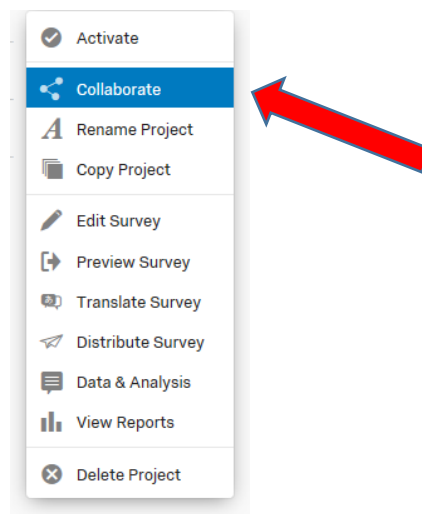 Activate
Collaborate
Rename Project
Copy Project
Edit Survey
Preview Survey
Translate Survey
Distribute Survey
Data & Analysis
View Reports
Delete Project